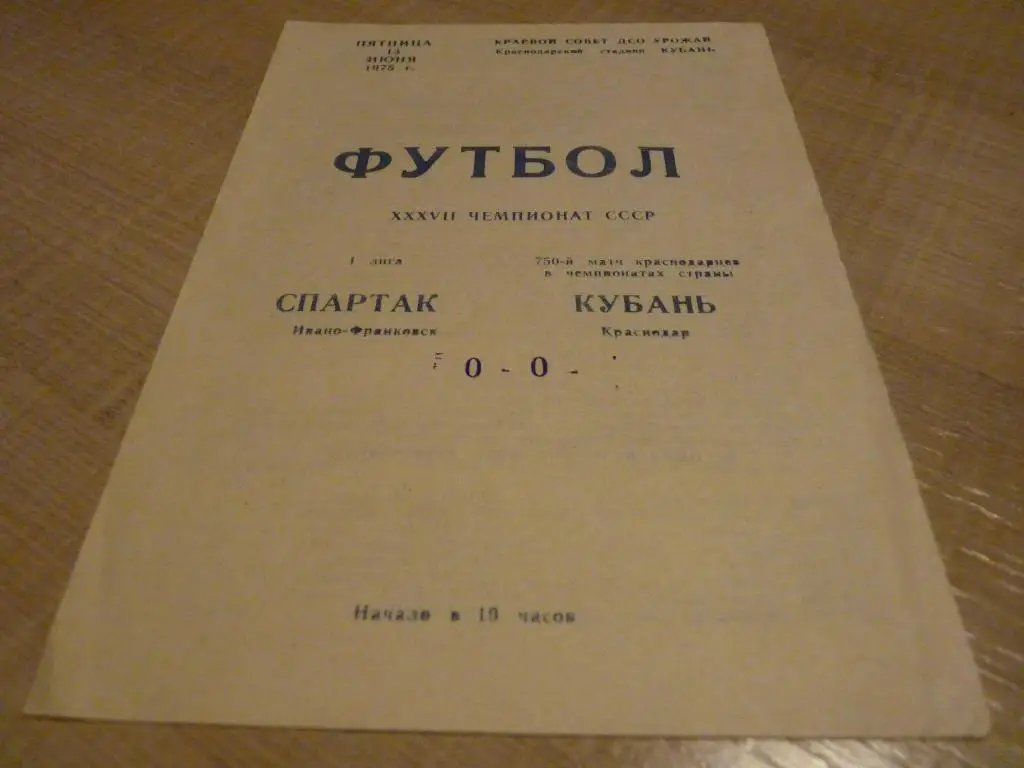 ПЯТНИЦА
13
ИЮНЯ
1975 г.
КРАЕВОЙ СОВЕТ ДСО УРОЖАЙ
Краснодарский стадион КУБАНЬ
ФУТБОЛ
XXXVII ЧЕМПИОНАТ СССР
1 лига
750-й матч краснодарцев
в чемпионатах страны
СПАРТАК
Ивано-Франковск
КУБАНЬ
Краснодар
0 - 0 -
Начало в 19 часов